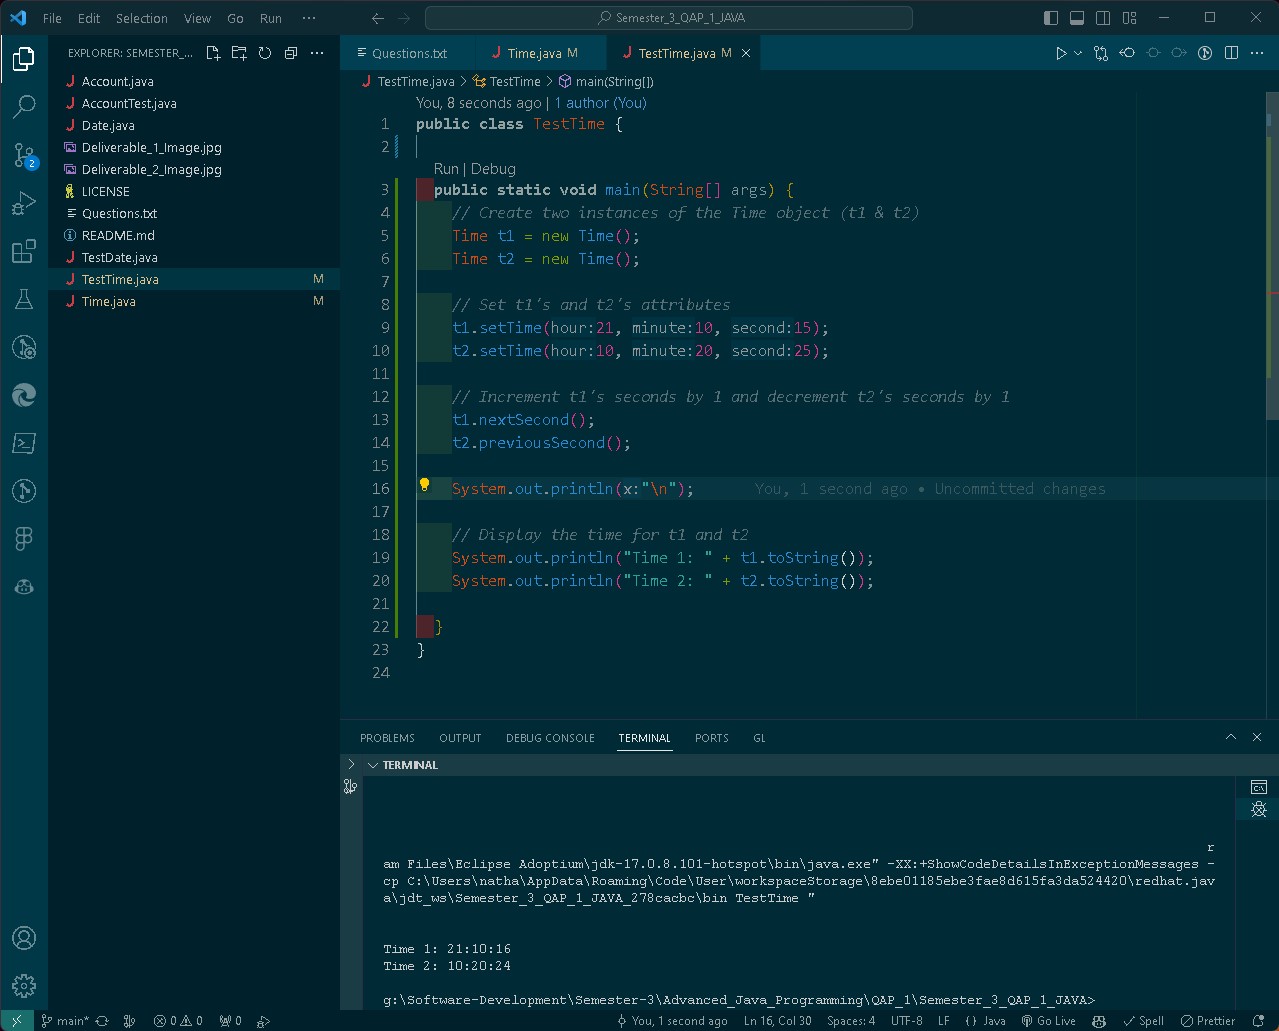 File Edit Selection View Go Run ··· Semester_3_QAP_1_JAVA
EXPLORER: SEMESTER_... ···
Account.java
AccountTest.java
Date.java
Deliverable_1_Image.jpg
Deliverable_2_Image.jpg
LICENSE
Questions.txt
README.md
TestDate.java
TestTime.java M
Time.java M
2
Questions.txt Time.java M TestTime.java M
TestTime.java > TestTime > main(String[])
You, 8 seconds ago | 1 author (You)
1 public class TestTime {
2
Run | Debug
3 public static void main(String[] args) {
4 // Create two instances of the Time object (t1 & t2)
5 Time t1 = new Time();
6 Time t2 = new Time();
7
8 // Set t1's and t2's attributes
9 t1.setTime(hour:21, minute:10, second:15);
10 t2.setTime(hour:10, minute:20, second:25);
11
12 // Increment t1's seconds by 1 and decrement t2's seconds by 1
13 t1.nextSecond();
14 t2.previousSecond();
15
16 System.out.println(x:"\n"); You, 1 second ago • Uncommitted changes
17
18 // Display the time for t1 and t2
19 System.out.println("Time 1: " + t1.toString());
20 System.out.println("Time 2: " + t2.toString());
21
22 }
23 }
24
PROBLEMS OUTPUT DEBUG CONSOLE TERMINAL PORTS GL
TERMINAL
r
am Files\Eclipse Adoptium\jdk-17.0.8.101-hotspot\bin\java.exe" -XX:+ShowCodeDetailsInExceptionMessages -
cp C:\Users\natha\AppData\Roaming\Code\User\workspaceStorage\8ebe01185ebe3fae8d615fa3da524420\redhat.jav
a\jdt_ws\Semester_3_QAP_1_JAVA_278cacbc\bin TestTime "
Time 1: 21:10:16
Time 2: 10:20:24
g:\Software-Development\Semester-3\Advanced_Java_Programming\QAP_1\Semester_3_QAP_1_JAVA>
main* 0 0 0 You, 1 second ago Ln 16, Col 30 Spaces: 4 UTF-8 LF {} Java Go Live Spell Prettier